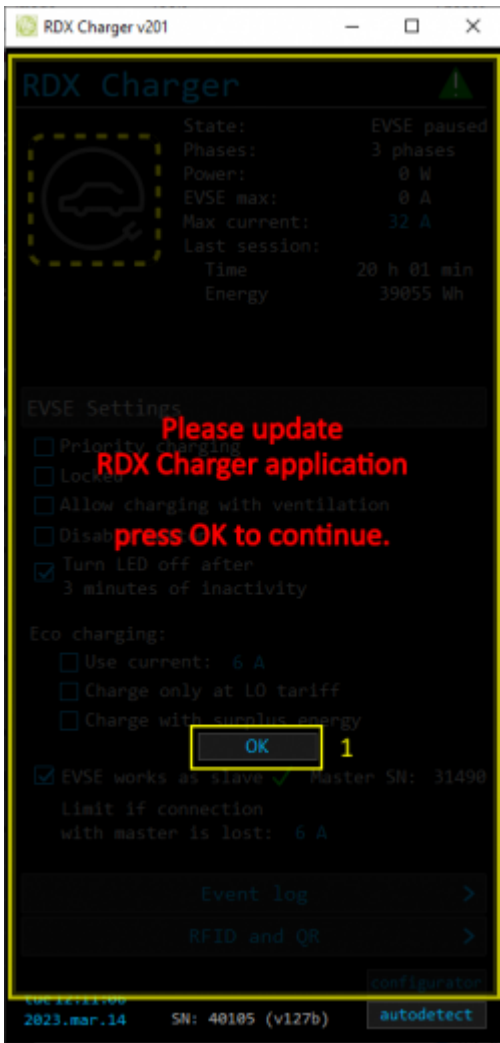 RDX Charger v201
RDX Charger
State: EVSE paused
Phases: 3 phases
Power: 0 W
EVSE max: 0 A
Max current: 32 A
Last session:
Time 20 h 01 min
Energy 39055 Wh
EVSE Settings
Please update
Priority charging
RDX Charger application
Locked
Allow charging with ventilation
press OK to continue.
Turn LED off after
3 minutes of inactivity
Eco charging:
Use current: 6 A
Charge only at LO tariff
Charge with surplus energy
OK 1
EVSE works as slave ✓ Master SN: 31490
Limit if connection
with master is lost: 6 A
Event log >
RFID and QR >
configurator
2023.mar.14 SN: 40105 (v127b) autodetect